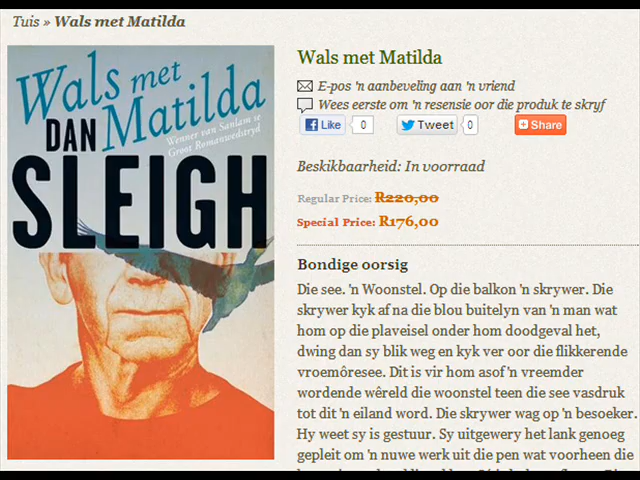 Tuis » Wals met Matilda
Wals met
Matilda
DAN
SLEIGH
Wenner van Sanlam se
Groot Romanwedstryd
Wals met Matilda
E-pos 'n aanbeveling aan 'n vriend
Wees eerste om 'n resensie oor die produk te skryf
Like 0 Tweet 0 Share
Beskikbaarheid: In voorraad
Regular Price: R220,00
Special Price: R176,00
Bondige oorsig
Die see. 'n Woonstel. Op die balkon 'n skrywer. Die
skrywer kyk af na die blou buitelyn van 'n man wat
hom op die plaveisel onder hom doodgeval het,
dwing dan sy blik weg en kyk ver oor die flikkerende
vroemôresee. Dit is vir hom asof 'n vreemder
wordende wêreld die woonstel teen die see vasdruk
tot dit 'n eiland word. Die skrywer wag op 'n besoeker.
Hy weet sy is gestuur. Sy uitgewery het lank genoeg
gepleit om 'n nuwe werk uit die pen wat voorheen die